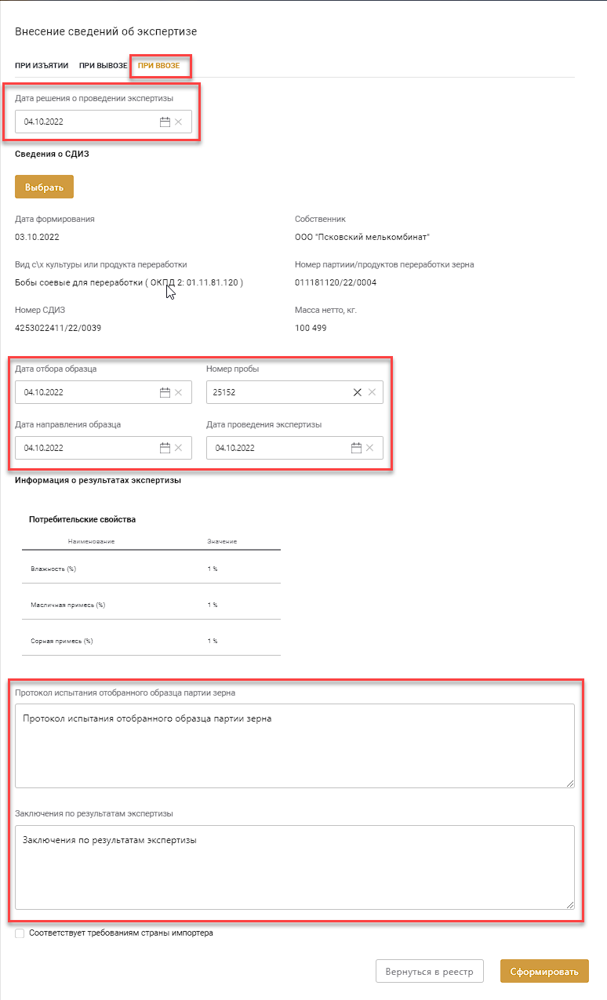 Внесение сведений об экспертизе
ПРИ ИЗЪЯТИИ ПРИ ВЫВОЗЕ ПРИ ВВОЗЕ
Дата решения о проведении экспертизы
04.10.2022
Сведения о СДИЗ
Выбрать
Дата формирования Собственник
03.10.2022 ООО "Псковский мелькомбинат"
Вид с\х культуры или продукта переработки Номер партиии/продуктов переработки зерна
Бобы соевые для переработки ( ОКПД 2: 01.11.81.120 ) 011181120/22/0004
Номер СДИЗ Масса нетто, кг.
4253022411/22/0039 100 499
Дата отбора образца Номер пробы
04.10.2022 25152
Дата направления образца Дата проведения экспертизы
04.10.2022 04.10.2022
Информация о результатах экспертизы
Потребительские свойства
Наименование Значение
Влажность (%) 1 %
Масличная примесь (%) 1 %
Сорная примесь (%) 1 %
Протокол испытания отобранного образца партии зерна
Протокол испытания отобранного образца партии зерна
Заключения по результатам экспертизы
Заключения по результатам экспертизы
Соответствует требованиям страны импортера
Вернуться в реестр Сформировать